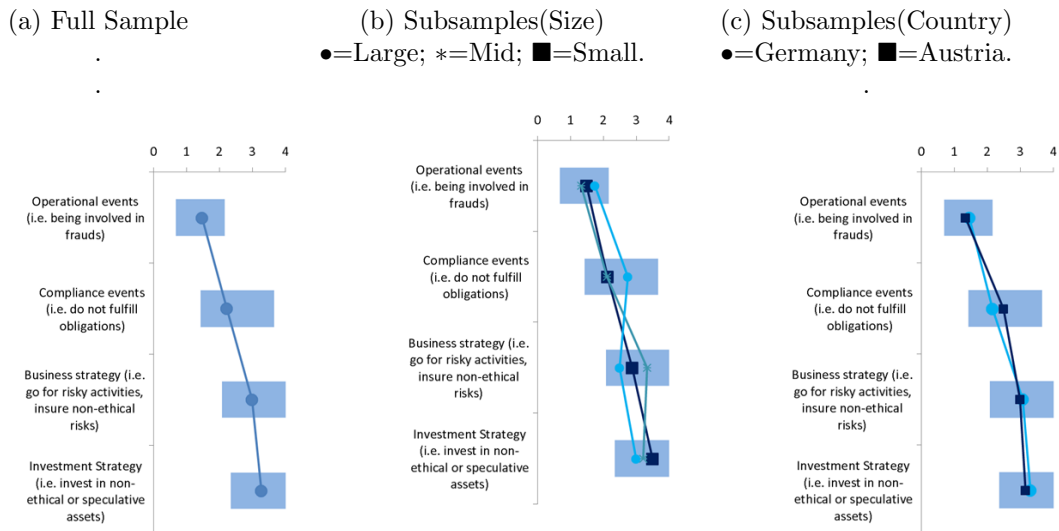 (a) Full Sample
.
.
0 1 2 3 4
Operational events
(i.e. being involved in
frauds)
Compliance events
(i.e. do not fulfill
obligations)
Business strategy (i.e.
go for risky activities,
insure non-ethical
risks)
Investment Strategy
(i.e. invest in non-
ethical or speculative
assets)
(b) Subsamples(Size)
●=Large; ∗=Mid; ■=Small.
0 1 2 3 4
Operational events
(i.e. being involved in
frauds)
Compliance events
(i.e. do not fulfill
obligations)
Business strategy (i.e.
go for risky activities,
insure non-ethical
risks)
Investment Strategy
(i.e. invest in non-
ethical or speculative
assets)
(c) Subsamples(Country)
●=Germany; ■=Austria.
.
0 1 2 3 4
Operational events
(i.e. being involved in
frauds)
Compliance events
(i.e. do not fulfill
obligations)
Business strategy (i.e.
go for risky activities,
insure non-ethical
risks)
Investment Strategy
(i.e. invest in non-
ethical or speculative
assets)